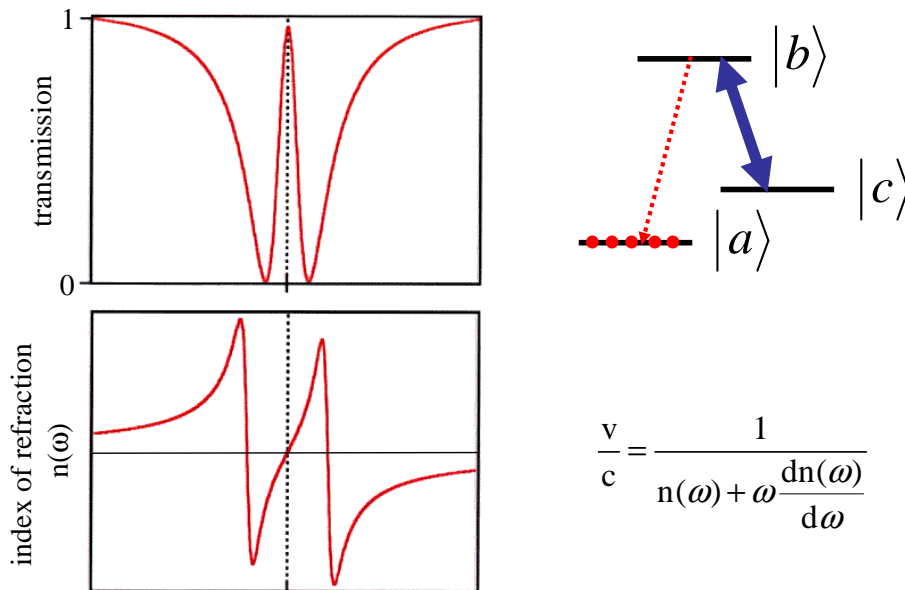 1
transmission
0
index of refraction
n(ω)
|b⟩
|c⟩
|a⟩
v/c = 1/(n(ω) + ω dn(ω)/dω)